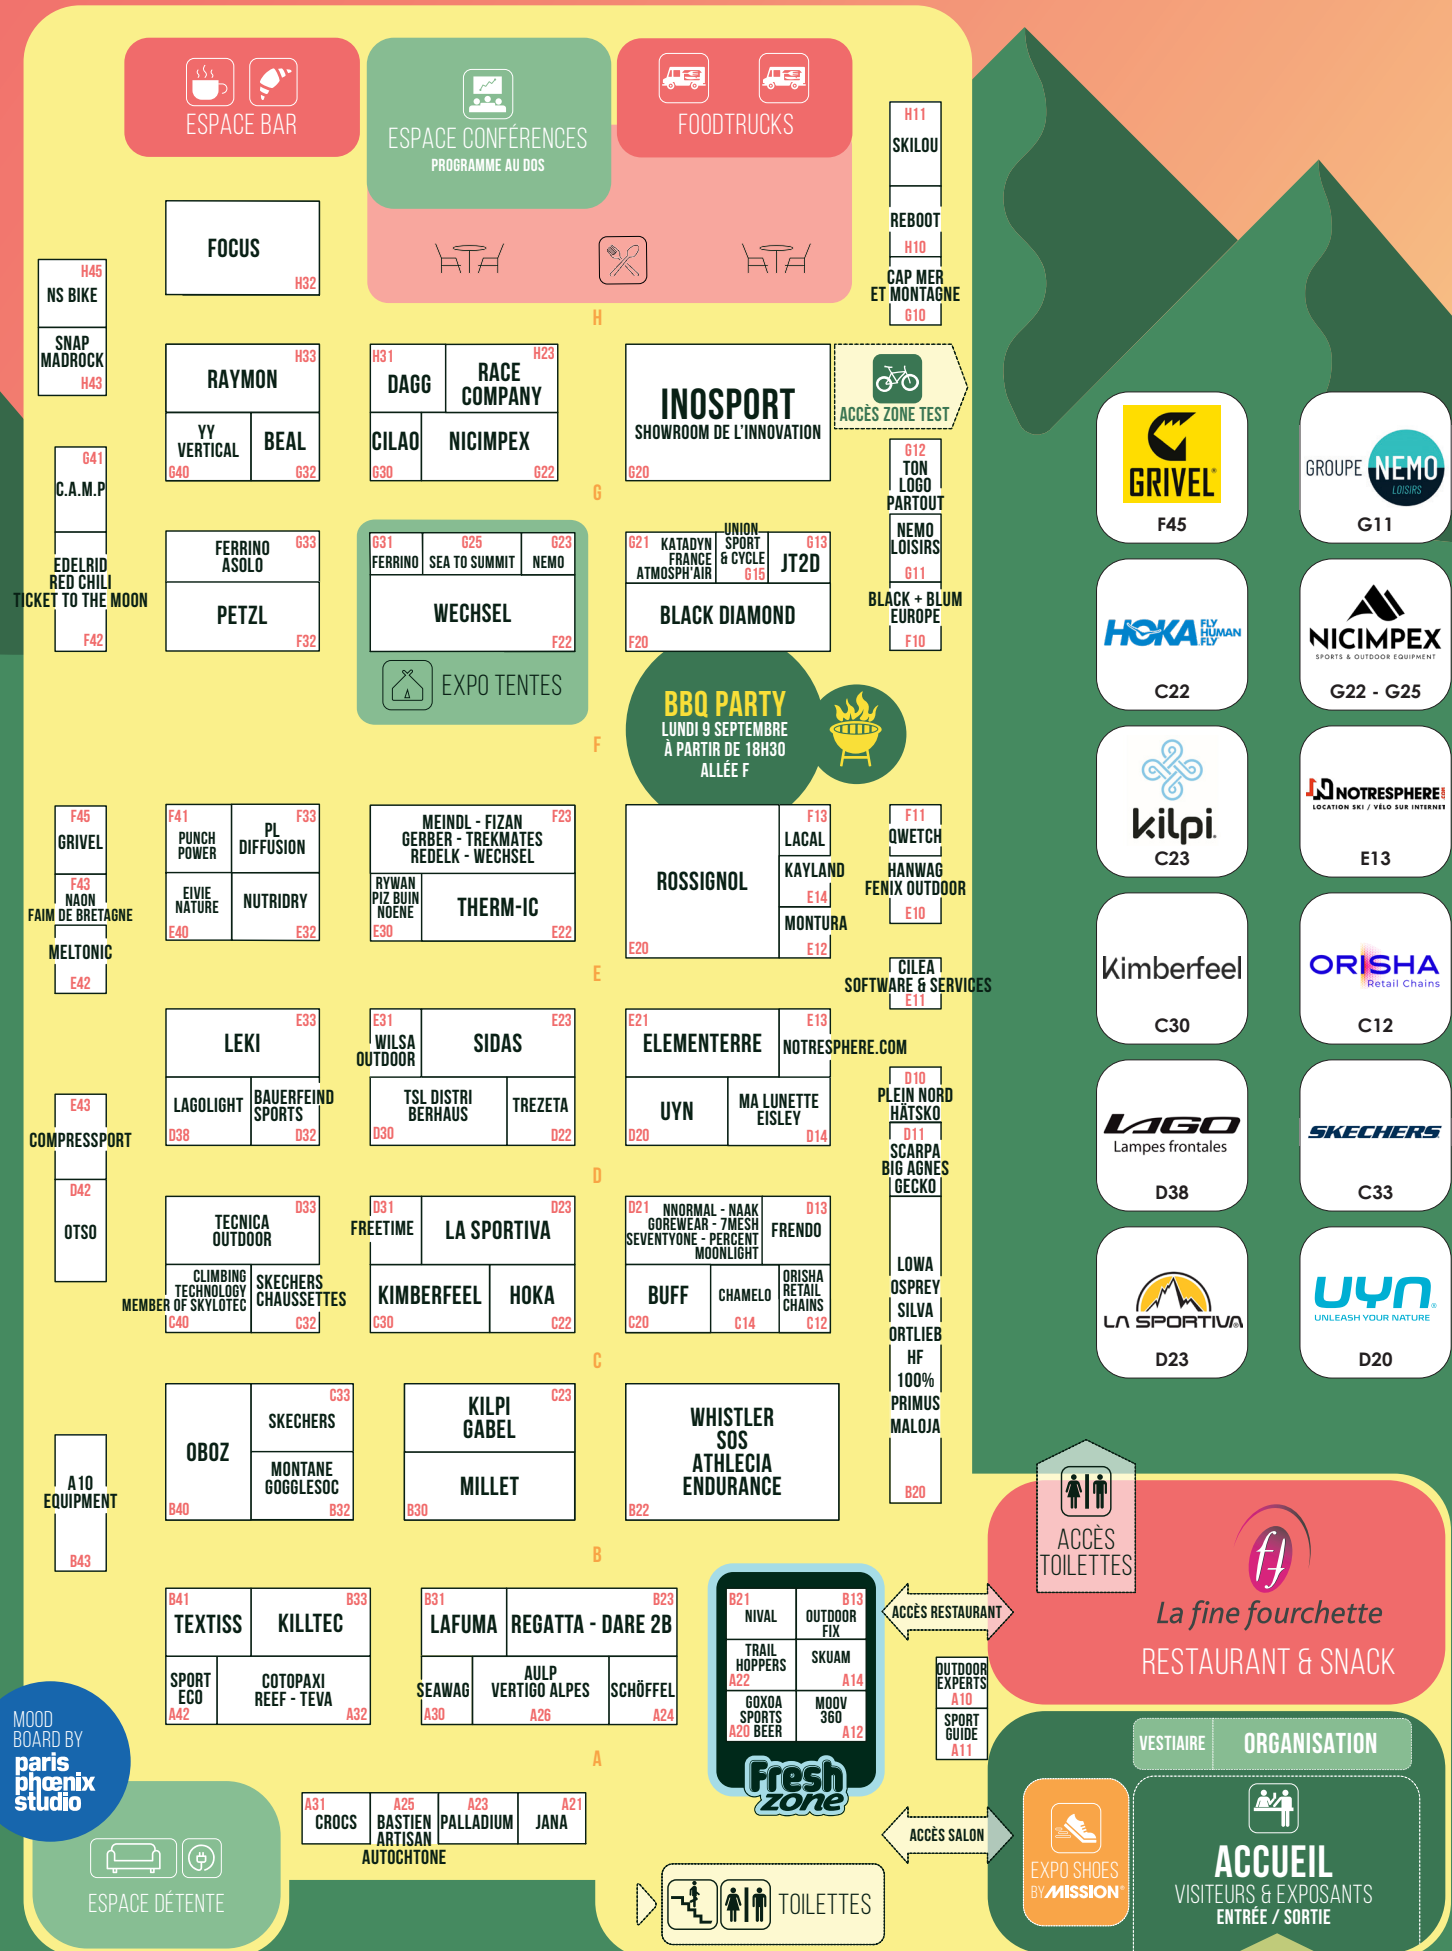 ESPACE BAR
ESPACE CONFÉRENCES
PROGRAMME AU DOS
FOODTRUCKS
H11
SKILOU
REBOOT
H10
CAP MER
ET MONTAGNE
G10
FOCUS
H32
H45
NS BIKE
SNAP
MADROCK
H43
H
H33
RAYMON
YY
VERTICAL
G40
BEAL
G32
H31
DAGG
H23
RACE
COMPANY
CILAO
G30
NICIMPEX
G22
INOSPORT
SHOWROOM DE L'INNOVATION
G20
ACCÈS ZONE TEST
G41
C.A.M.P
EDELRID
RED CHILI
TICKET TO THE MOON
F42
G
G12
TON
LOGO
PARTOUT
NEMO
LOISIRS
G11
BLACK + BLUM
EUROPE
F10
G33
FERRINO
ASOLO
PETZL
F32
G31
FERRINO
G25
SEA TO SUMMIT
G23
NEMO
WECHSEL
F22
EXPO TENTES
G21
KATADYN
FRANCE
ATMOSPH'AIR
UNION
SPORT
& CYCLE
G15
G13
JT2D
BLACK DIAMOND
F20
BBQ PARTY
LUNDI 9 SEPTEMBRE
À PARTIR DE 18H30
ALLÉE F
F
F45
GRIVEL
F43
NAON
FAIM DE BRETAGNE
MELTONIC
E42
F41
PUNCH
POWER
F33
PL
DIFFUSION
EIVIE
NATURE
E40
NUTRIDRY
E32
F23
MEINDL - FIZAN
GERBER - TREKMATES
REDELK - WECHSEL
RYWAN
PIZ BUIN
NOENE
E30
THERM-IC
E22
ROSSIGNOL
E20
F13
LACAL
KAYLAND
E14
MONTURA
E12
F11
QWETCH
HANWAG
FENIX OUTDOOR
E10
CILEA
SOFTWARE & SERVICES
E11
E
E33
LEKI
LAGOLIGHT
D38
BAUERFEIND
SPORTS
D32
E31
WILSA
OUTDOOR
E23
SIDAS
TSL DISTRI
BERHAUS
D30
TREZETA
D22
E21
ELEMENTERRE
E13
NOTRESPHERE.COM
UYN
D20
MA LUNETTE
EISLEY
D14
D10
PLEIN NORD
HÄTSKO
D11
SCARPA
BIG AGNES
GECKO
LOWA
OSPREY
SILVA
ORTLIEB
HF
100%
PRIMUS
MALOJA
B20
E43
COMPRESSPORT
D42
OTSO
D
D33
TECNICA
OUTDOOR
CLIMBING
TECHNOLOGY
MEMBER OF SKYLOTEC
C40
SKECHERS
CHAUSSETTES
C32
D31
FREETIME
D23
LA SPORTIVA
KIMBERFEEL
C30
HOKA
C22
D21
NNORMAL - NAAK
GOREWEAR - 7MESH
SEVENTYONE - PERCENT
MOONLIGHT
D13
FRENDO
BUFF
C20
CHAMELO
C14
ORISHA
RETAIL
CHAINS
C12
C
OBOZ
B40
C33
SKECHERS
MONTANE
GOGGLESOC
B32
C23
KILPI
GABEL
MILLET
B30
WHISTLER
SOS
ATHLECIA
ENDURANCE
B22
A10
EQUIPMENT
B43
B
B41
TEXTISS
B33
KILLTEC
SPORT
ECO
A42
COTOPAXI
REEF - TEVA
A32
B31
LAFUMA
B23
REGATTA - DARE 2B
SEAWAG
A30
AULP
VERTIGO ALPES
A26
SCHÖFFEL
A24
B21
NIVAL
B13
OUTDOOR
FIX
TRAIL
HOPPERS
A22
SKUAM
A14
GOXOA
SPORTS
A20 BEER
MOOV
360
A12
Fresh
zone
ACCÈS RESTAURANT
OUTDOOR
EXPERTS
A10
SPORT
GUIDE
A11
A
A31
CROCS
A25
BASTIEN
ARTISAN
AUTOCHTONE
A23
PALLADIUM
A21
JANA
ACCÈS SALON
TOILETTES
MOOD
BOARD BY
paris
phœnix
studio
ESPACE DÉTENTE
GRIVEL
F45
GROUPE NEMO
LOISIRS
G11
HOKA FLY
HUMAN
FLY
C22
NICIMPEX
SPORTS & OUTDOOR EQUIPMENT
G22 - G25
kilpi
C23
NOTRESPHERE.COM
LOCATION SKI / VÉLO SUR INTERNET
E13
Kimberfeel
C30
ORISHA
Retail Chains
C12
LAGO
Lampes frontales
D38
SKECHERS
C33
LA SPORTIVA
D23
UYN
UNLEASH YOUR NATURE
D20
ACCÈS
TOILETTES
ff
La fine fourchette
RESTAURANT & SNACK
VESTIAIRE
ORGANISATION
EXPO SHOES
BY MISSION
ACCUEIL
VISITEURS & EXPOSANTS
ENTRÉE / SORTIE